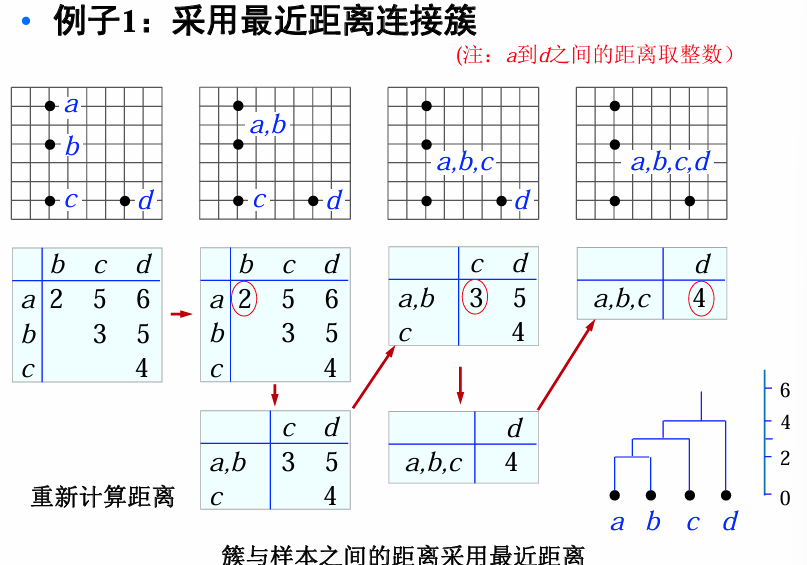 • 例子1：采用最近距离连接簇
(注：a到d之间的距离取整数）
a
b
c d
a,b
c d
a,b,c
d
a,b,c,d
b c d
a 2 5 6
b 3 5
c 4
b c d
a 2 5 6
b 3 5
c 4
c d
a,b 3 5
c 4
d
a,b,c 4
c d
a,b 3 5
c 4
d
a,b,c 4
重新计算距离
6
4
2
0
a b c d
簇与样本之间的距离采用最近距离